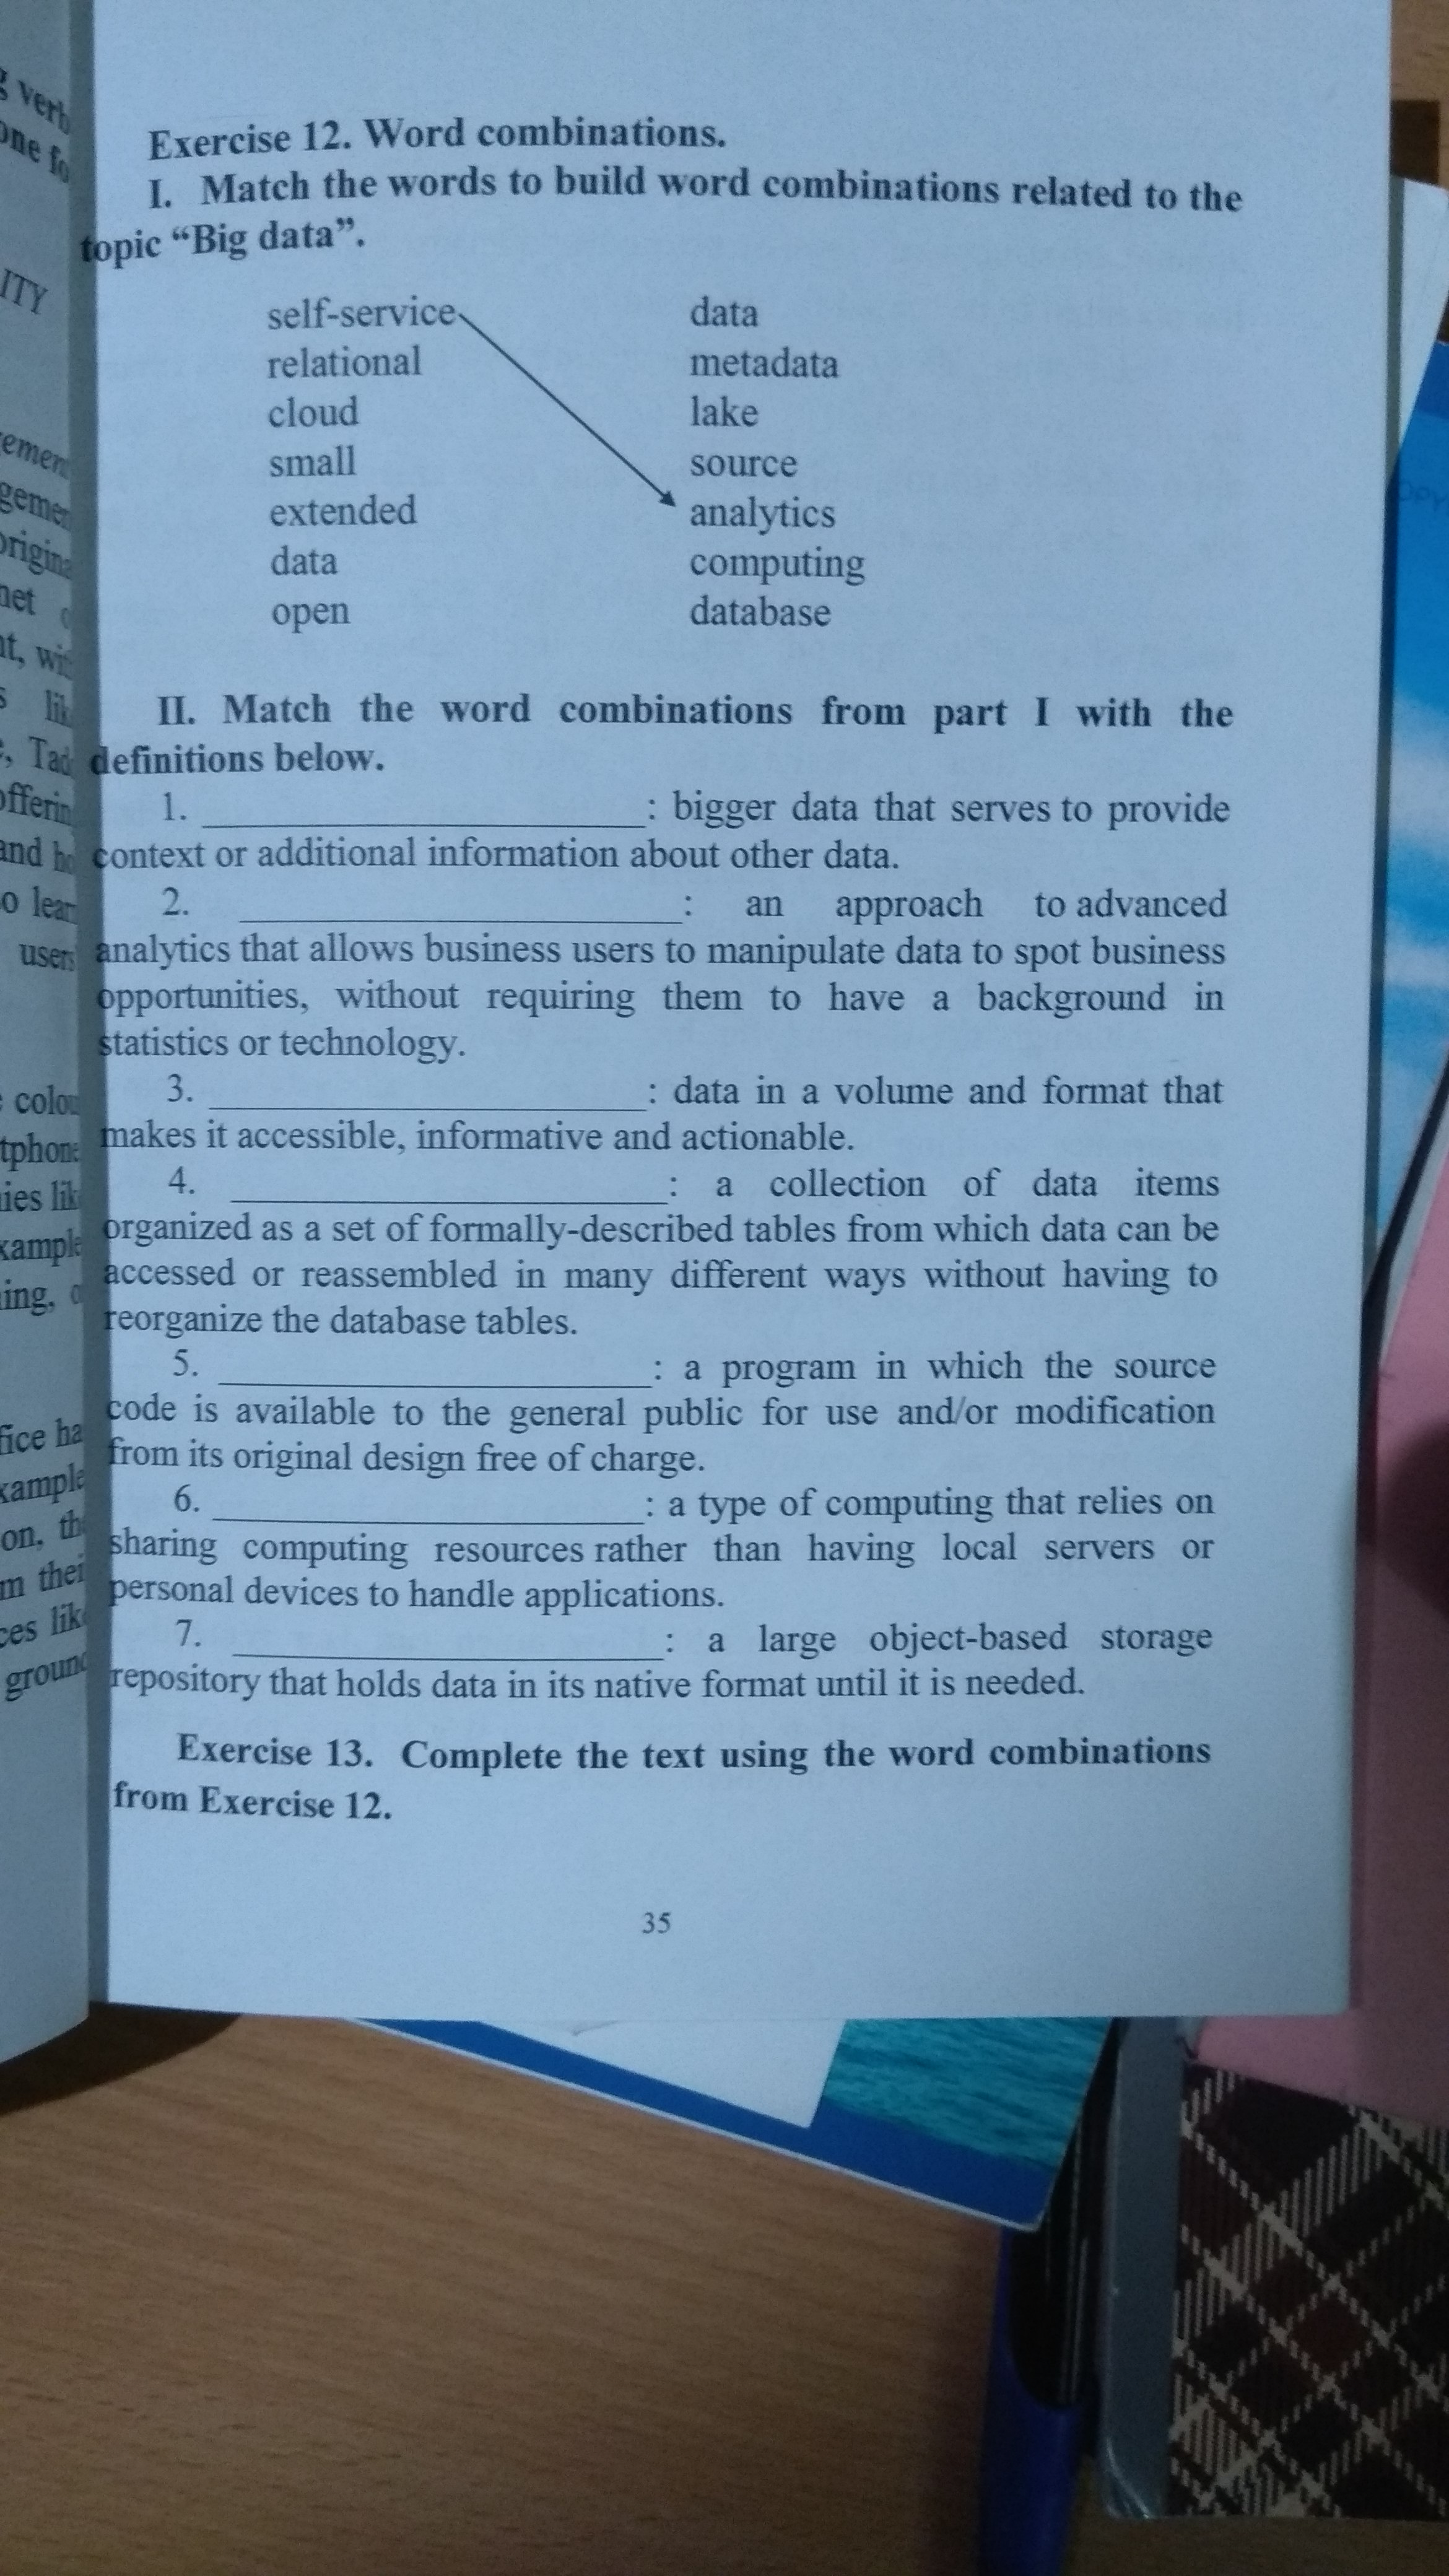 Exercise 12. Word combinations.
I. Match the words to build word combinations related to the
topic “Big data”.
self-service data
relational metadata
cloud lake
small source
extended analytics
data computing
open database
II. Match the word combinations from part I with the
definitions below.
1. ____________________: bigger data that serves to provide
context or additional information about other data.
2. ____________________: an approach to advanced
analytics that allows business users to manipulate data to spot business
opportunities, without requiring them to have a background in
statistics or technology.
3. ____________________: data in a volume and format that
makes it accessible, informative and actionable.
4. ____________________: a collection of data items
organized as a set of formally-described tables from which data can be
accessed or reassembled in many different ways without having to
reorganize the database tables.
5. ____________________: a program in which the source
code is available to the general public for use and/or modification
from its original design free of charge.
6. ____________________: a type of computing that relies on
sharing computing resources rather than having local servers or
personal devices to handle applications.
7. ____________________: a large object-based storage
repository that holds data in its native format until it is needed.
Exercise 13. Complete the text using the word combinations
from Exercise 12.
35